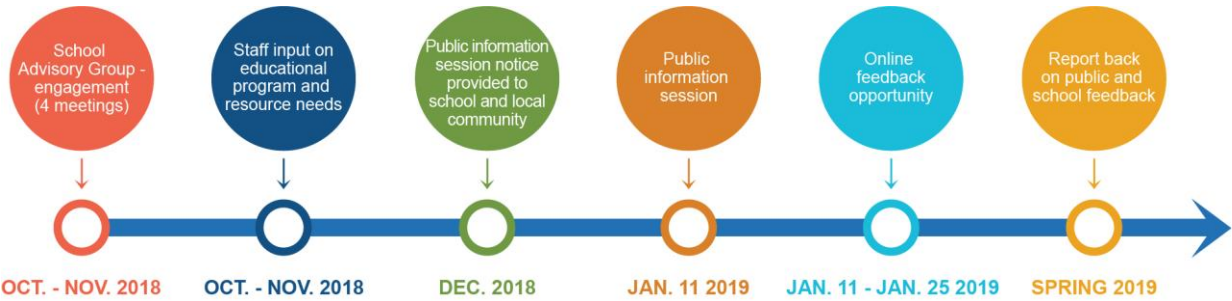 School
Advisory Group -
engagement
(4 meetings)
Staff input on
educational
program and
resource needs
Public information
session notice
provided to
school and local
community
Public
information
session
Online
feedback
opportunity
Report back
on public and
school feedback
OCT. - NOV. 2018
OCT. - NOV. 2018
DEC. 2018
JAN. 11 2019
JAN. 11 - JAN. 25 2019
SPRING 2019